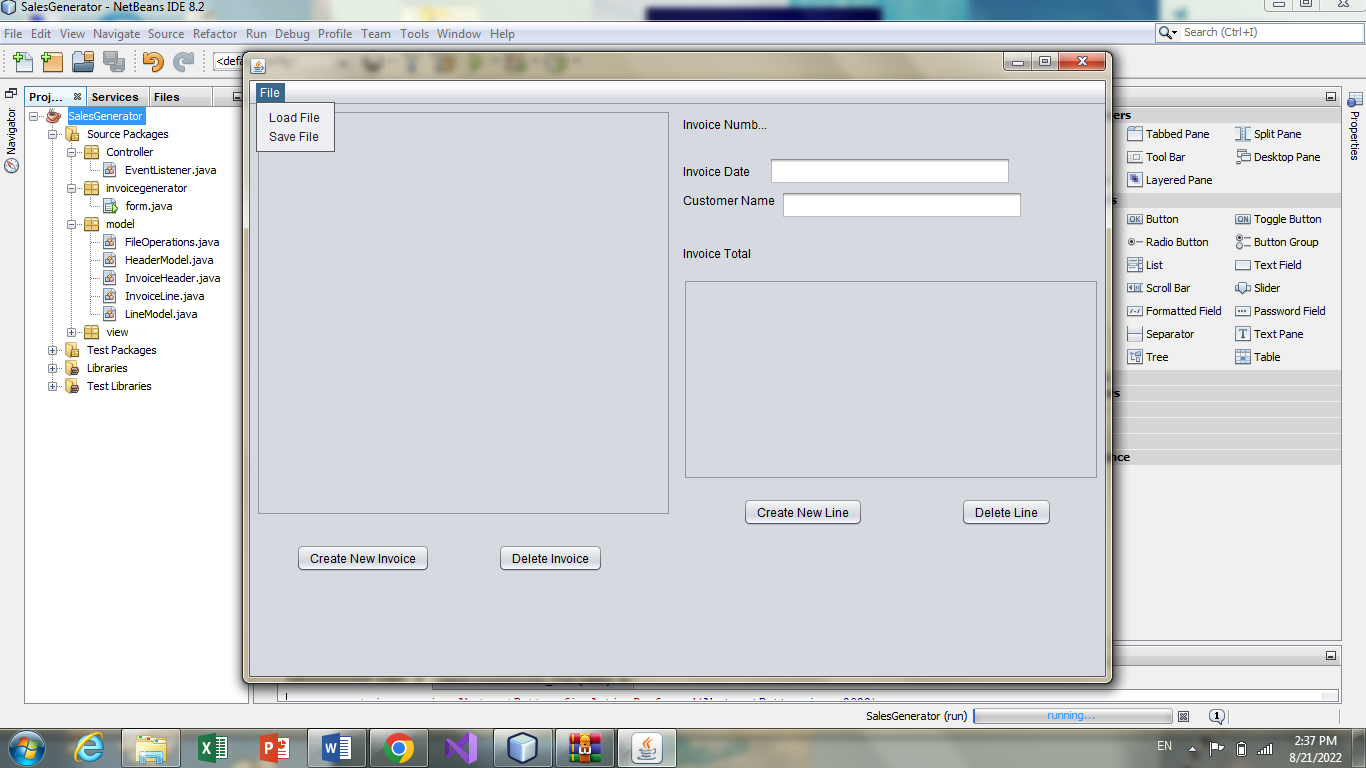 SalesGenerator - NetBeans IDE 8.2
File Edit View Navigate Source Refactor Run Debug Profile Team Tools Window Help
Search (Ctrl+I)
<def
Proj... Services Files
Navigator
SalesGenerator
Source Packages
Controller
EventListener.java
invoicegenerator
form.java
model
FileOperations.java
HeaderModel.java
InvoiceHeader.java
InvoiceLine.java
LineModel.java
view
Test Packages
Libraries
Test Libraries
File
Load File
Save File
Invoice Numb...
Invoice Date
Customer Name
Invoice Total
Create New Line Delete Line
Create New Invoice Delete Invoice
ers
Tabbed Pane Split Pane
Tool Bar Desktop Pane
Layered Pane
s
OK Button ON Toggle Button
Radio Button Button Group
List Text Field
Scroll Bar Slider
Formatted Field Password Field
Separator T Text Pane
Tree Table
s
nce
Properties
SalesGenerator (run) running... 1
EN
2:37 PM
8/21/2022